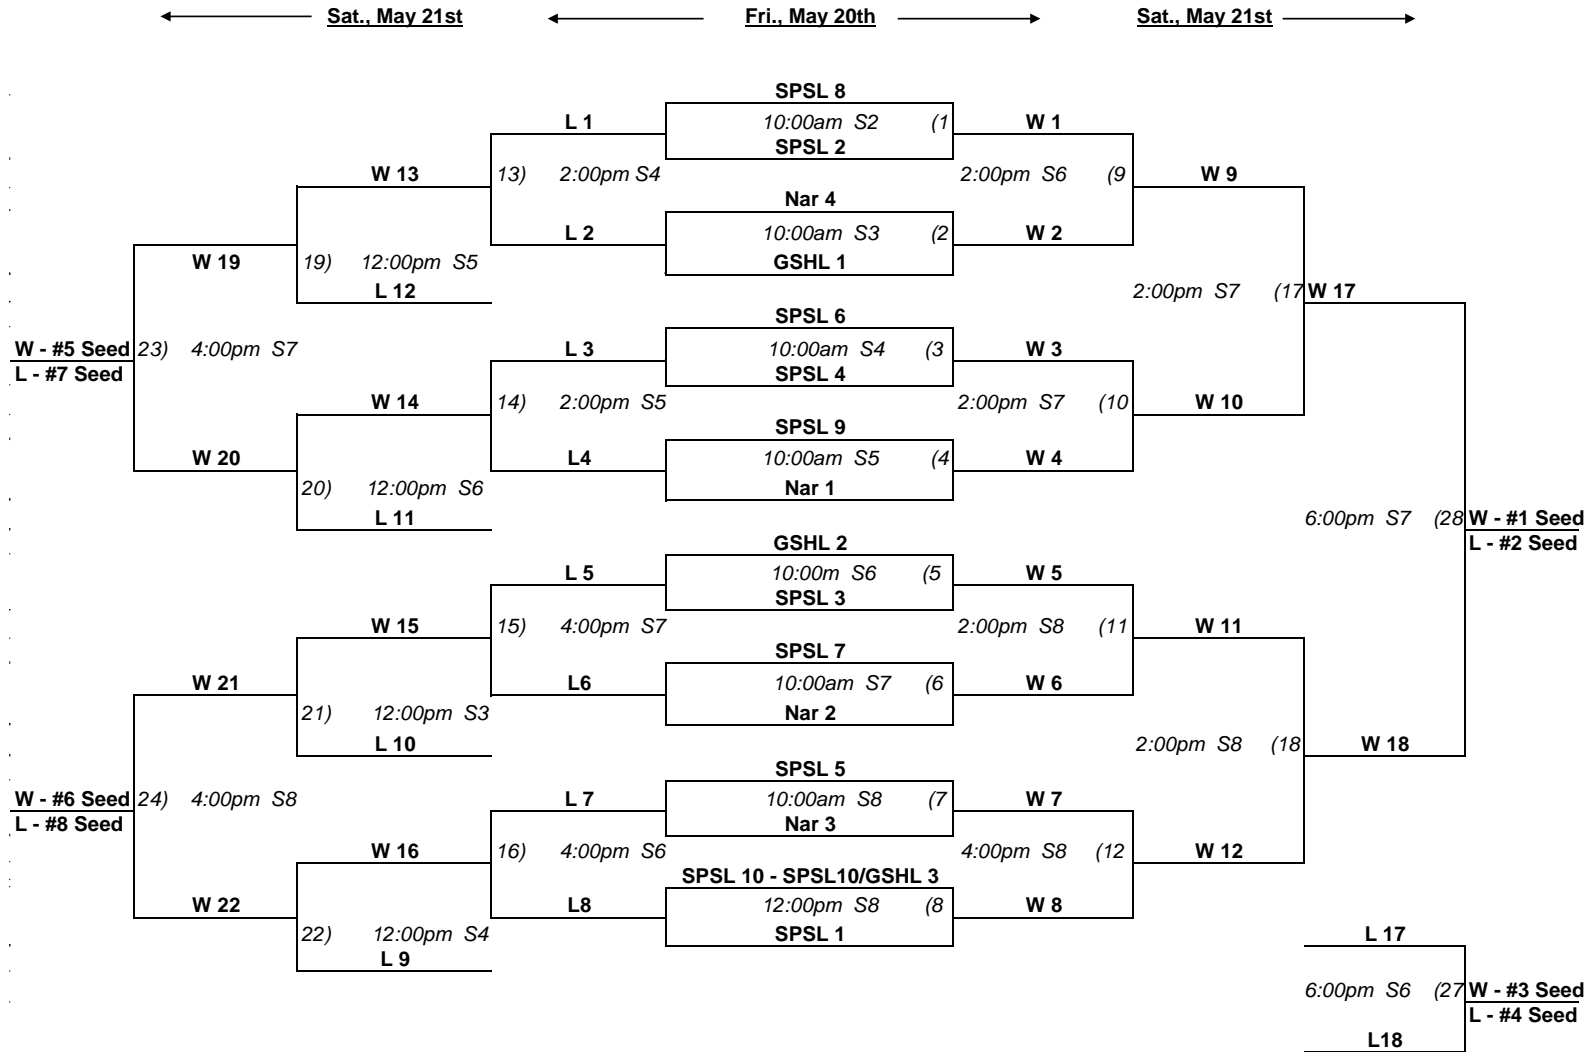 Sat., May 21st Fri., May 20th Sat., May 21st
SPSL 8
L 1 10:00am S2 (1 W 1
SPSL 2
W 13 13) 2:00pm S4 2:00pm S6 (9 W 9
Nar 4
L 2 10:00am S3 (2 W 2
W 19 19) 12:00pm S5 GSHL 1
L 12 2:00pm S7 (17 W 17
SPSL 6
W - #5 Seed 23) 4:00pm S7 L 3 10:00am S4 (3 W 3
L - #7 Seed SPSL 4
W 14 14) 2:00pm S5 2:00pm S7 (10 W 10
SPSL 9
W 20 L4 10:00am S5 (4 W 4
20) 12:00pm S6 Nar 1
L 11 6:00pm S7 (28 W - #1 Seed
GSHL 2 L - #2 Seed
L 5 10:00m S6 (5 W 5
SPSL 3
W 15 15) 4:00pm S7 2:00pm S8 (11 W 11
SPSL 7
W 21 L6 10:00am S7 (6 W 6
21) 12:00pm S3 Nar 2
L 10 2:00pm S8 (18 W 18
SPSL 5
W - #6 Seed 24) 4:00pm S8 L 7 10:00am S8 (7 W 7
L - #8 Seed Nar 3
W 16 16) 4:00pm S6 4:00pm S8 (12 W 12
SPSL 10 - SPSL10/GSHL 3
W 22 L8 12:00pm S8 (8 W 8
22) 12:00pm S4 SPSL 1 L 17
L 9
6:00pm S6 (27 W - #3 Seed
L - #4 Seed
L18